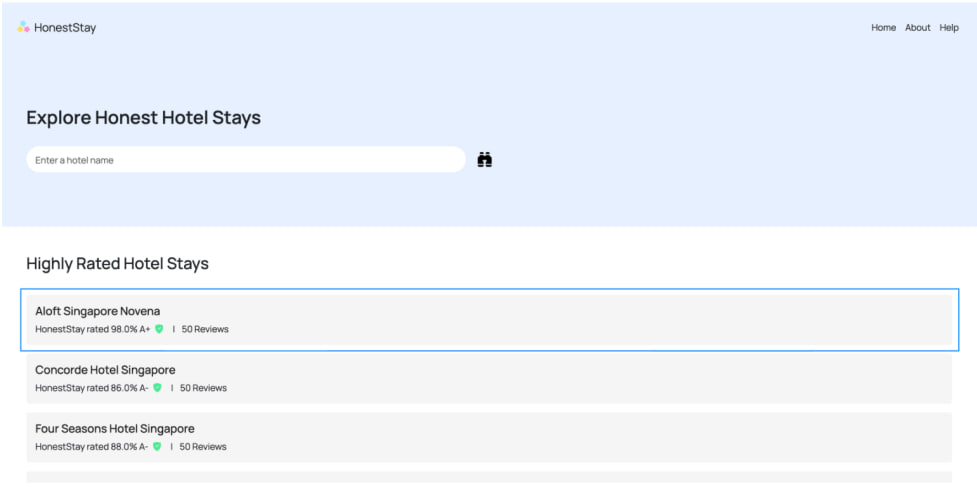 HonestStay
Home About Help
Explore Honest Hotel Stays
Enter a hotel name
Highly Rated Hotel Stays
Aloft Singapore Novena
HonestStay rated 98.0% A+ | 50 Reviews
Concorde Hotel Singapore
HonestStay rated 86.0% A- | 50 Reviews
Four Seasons Hotel Singapore
HonestStay rated 88.0% A- | 50 Reviews